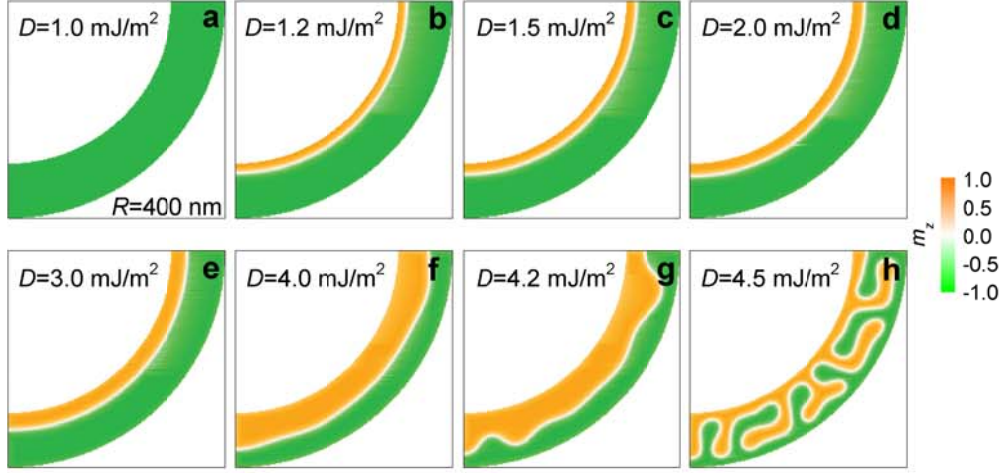 D=1.0 mJ/m² a
R=400 nm
D=1.2 mJ/m² b
D=1.5 mJ/m² c
D=2.0 mJ/m² d
D=3.0 mJ/m² e
D=4.0 mJ/m² f
D=4.2 mJ/m² g
D=4.5 mJ/m² h
m_z
1.0
0.5
0.0
-0.5
-1.0